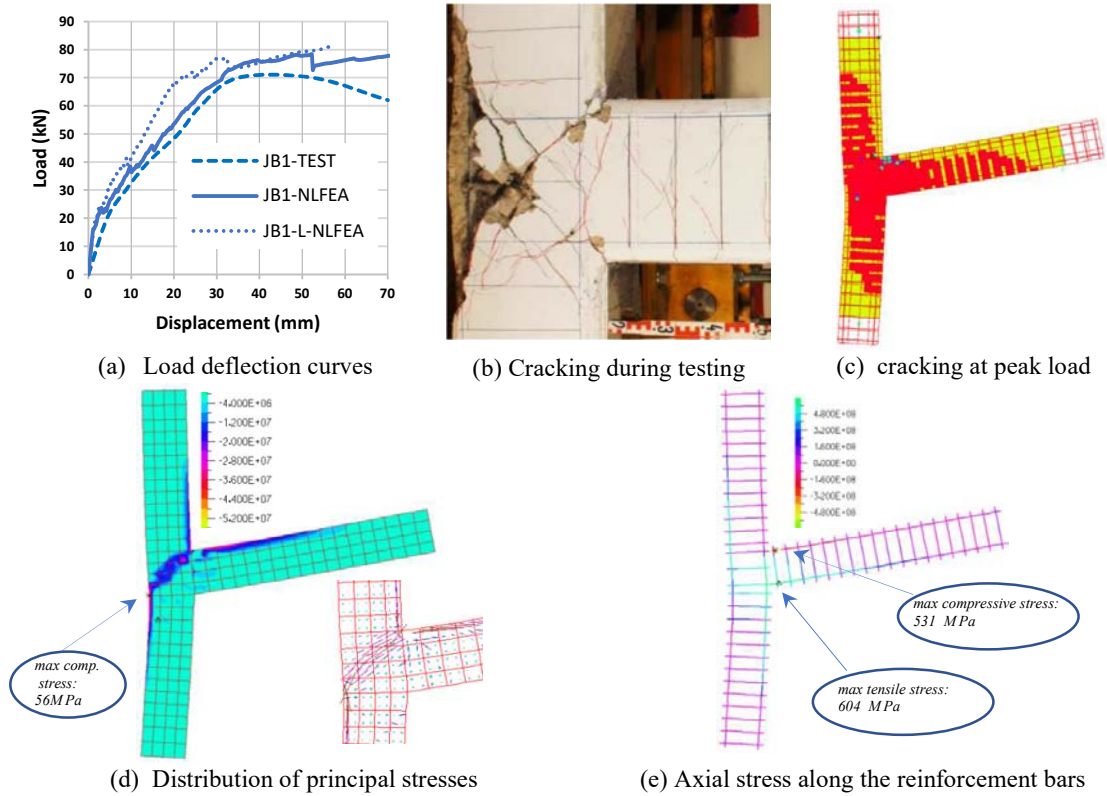 90
80
70
60
50
40
30
20
10
0
Load (kN)
JB1-TEST
JB1-NLFEA
JB1-L-NLFEA
0 10 20 30 40 50 60 70
Displacement (mm)
(a) Load deflection curves
(b) Cracking during testing
(c) cracking at peak load
-4.000E+06
-1.200E+07
-2.000E+07
-2.800E+07
-3.600E+07
-4.400E+07
-5.200E+07
max comp.
stress:
56MPa
4.800E+08
3.200E+08
1.600E+08
0.000E+00
-1.600E+08
-3.200E+08
-4.800E+08
max compressive stress:
531 MPa
max tensile stress:
604 MPa
(d) Distribution of principal stresses
(e) Axial stress along the reinforcement bars